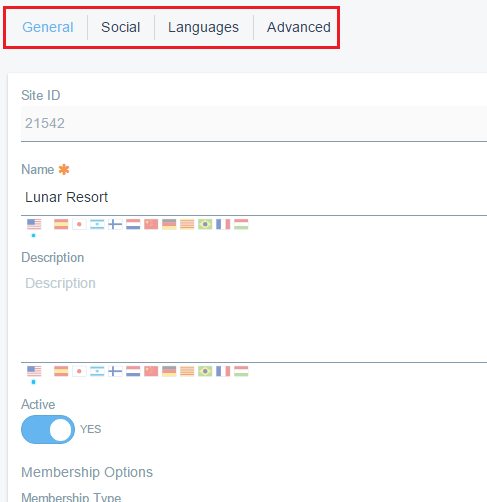 General Social Languages Advanced
Site ID
21542
Name ✱
Lunar Resort
Description
Description
Active
YES
Membership Options
Membership Type